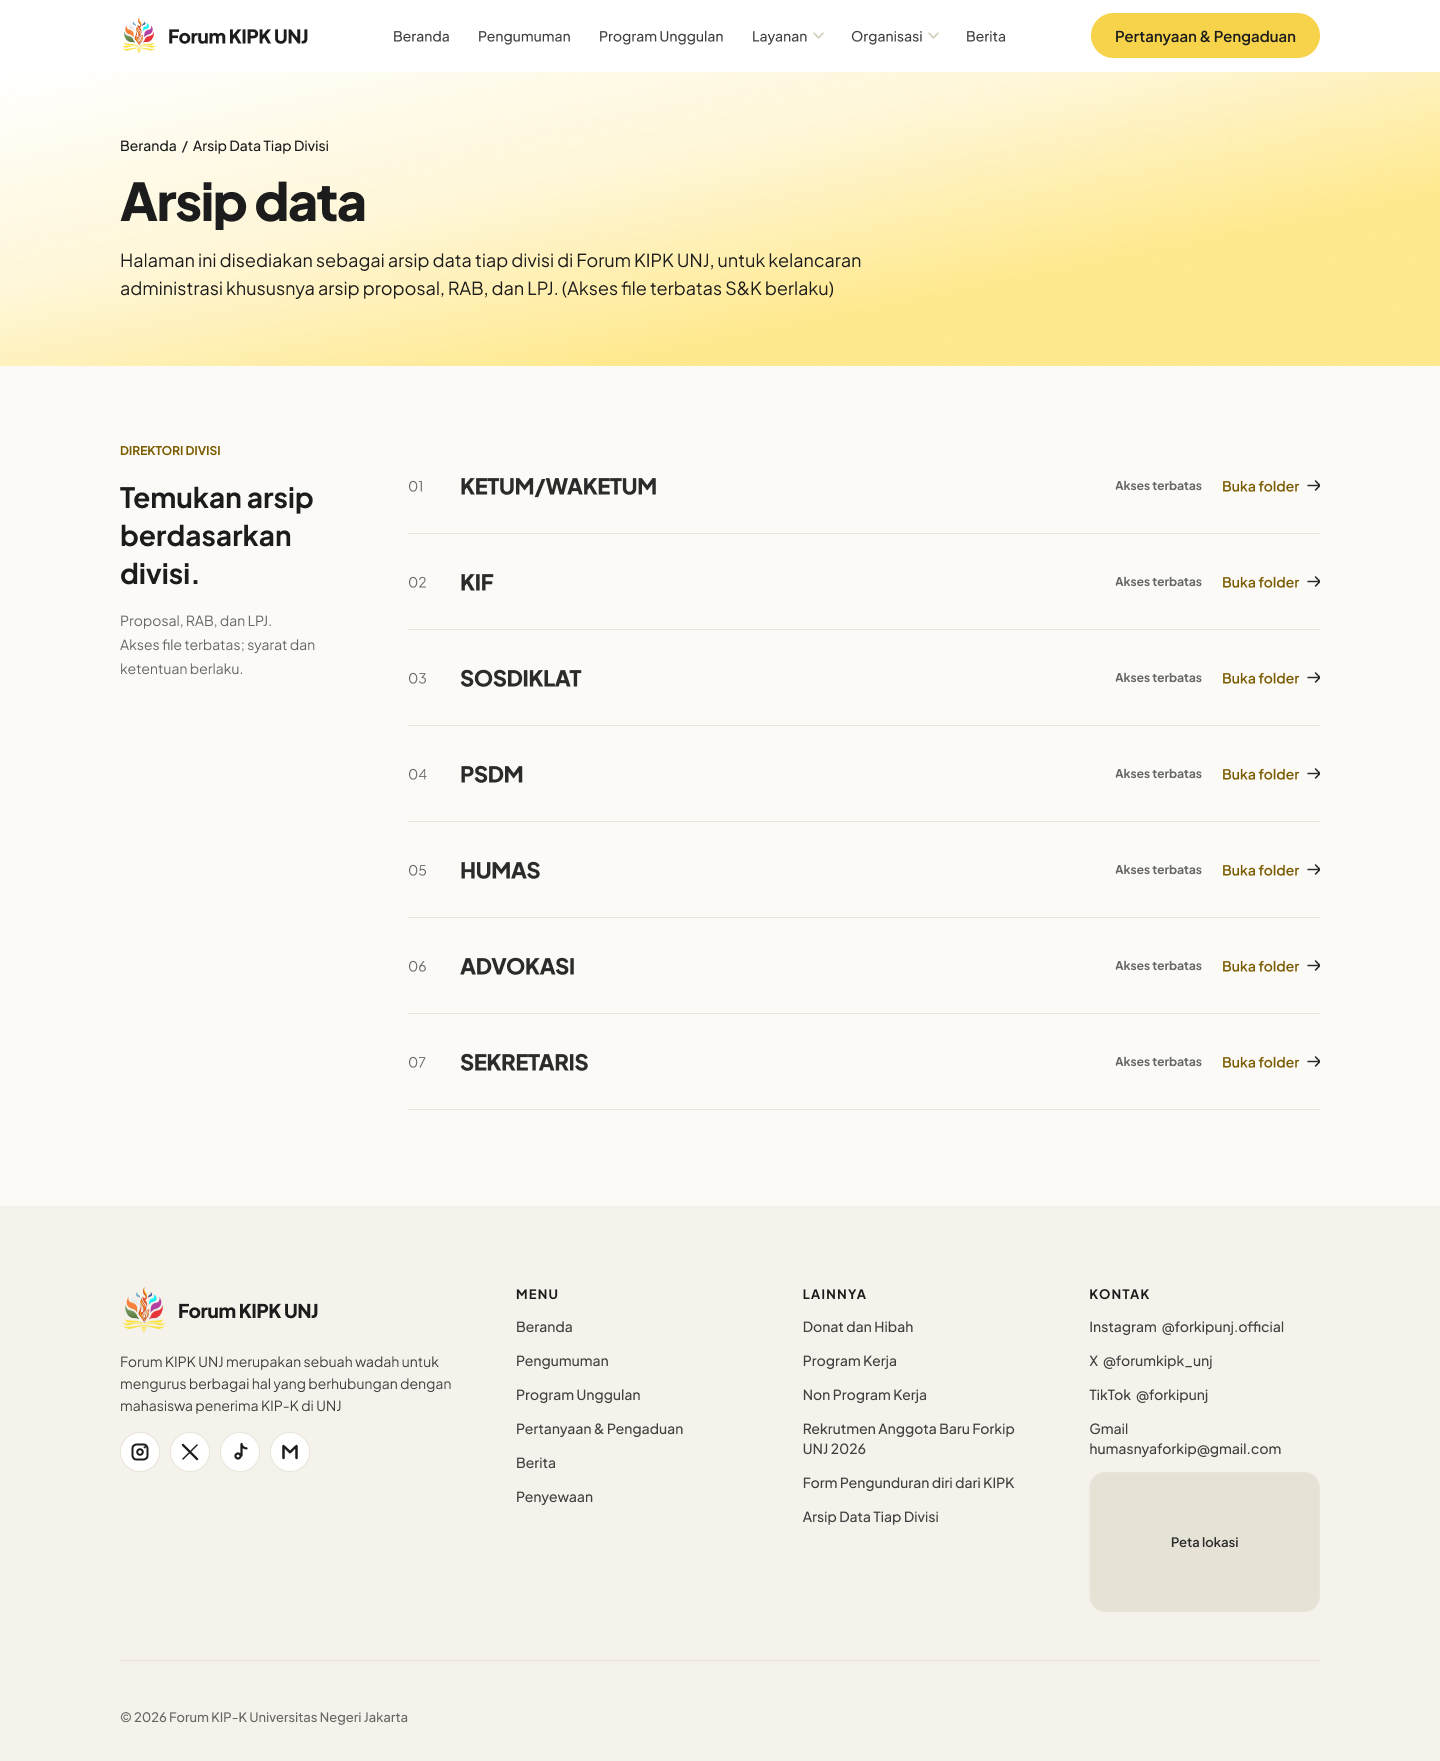 Forum KIPK UNJ
Beranda
Pengumuman
Program Unggulan
Layanan
Organisasi
Berita
Pertanyaan & Pengaduan
Beranda / Arsip Data Tiap Divisi
Arsip data
Halaman ini disediakan sebagai arsip data tiap divisi di Forum KIPK UNJ, untuk kelancaran
administrasi khususnya arsip proposal, RAB, dan LPJ. (Akses file terbatas S&K berlaku)
DIREKTORI DIVISI
Temukan arsip
berdasarkan
divisi.
Proposal, RAB, dan LPJ.
Akses file terbatas; syarat dan
ketentuan berlaku.
01 KETUM/WAKETUM Akses terbatas Buka folder
02 KIF Akses terbatas Buka folder
03 SOSDIKLAT Akses terbatas Buka folder
04 PSDM Akses terbatas Buka folder
05 HUMAS Akses terbatas Buka folder
06 ADVOKASI Akses terbatas Buka folder
07 SEKRETARIS Akses terbatas Buka folder
Forum KIPK UNJ
Forum KIPK UNJ merupakan sebuah wadah untuk
mengurus berbagai hal yang berhubungan dengan
mahasiswa penerima KIP-K di UNJ
MENU
Beranda
Pengumuman
Program Unggulan
Pertanyaan & Pengaduan
Berita
Penyewaan
LAINNYA
Donat dan Hibah
Program Kerja
Non Program Kerja
Rekrutmen Anggota Baru Forkip
UNJ 2026
Form Pengunduran diri dari KIPK
Arsip Data Tiap Divisi
KONTAK
Instagram @forkipunj.official
X @forumkipk_unj
TikTok @forkipunj
Gmail
humasnyaforkip@gmail.com
Peta lokasi
© 2026 Forum KIP-K Universitas Negeri Jakarta